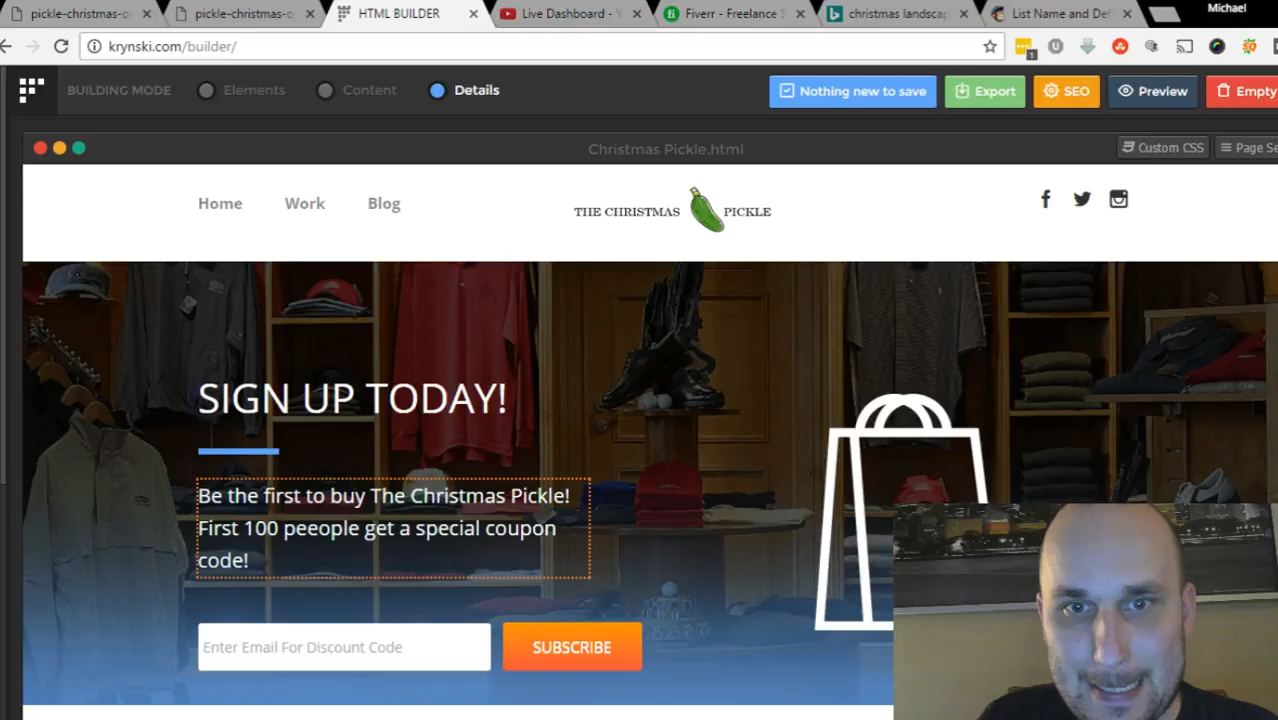 pickle-christmas-o
pickle-christmas-o
HTML BUILDER
Live Dashboard - Y
Fiverr - Freelance S
christmas landscap
List Name and Def
Michael
krynski.com/builder/
1
BUILDING MODE
Elements
Content
Details
Nothing new to save
Export
SEO
Preview
Empty
Christmas Pickle.html
Custom CSS
Page Se
Home
Work
Blog
THE CHRISTMAS PICKLE
SIGN UP TODAY!
Be the first to buy The Christmas Pickle!
First 100 peeople get a special coupon
code!
Enter Email For Discount Code
SUBSCRIBE